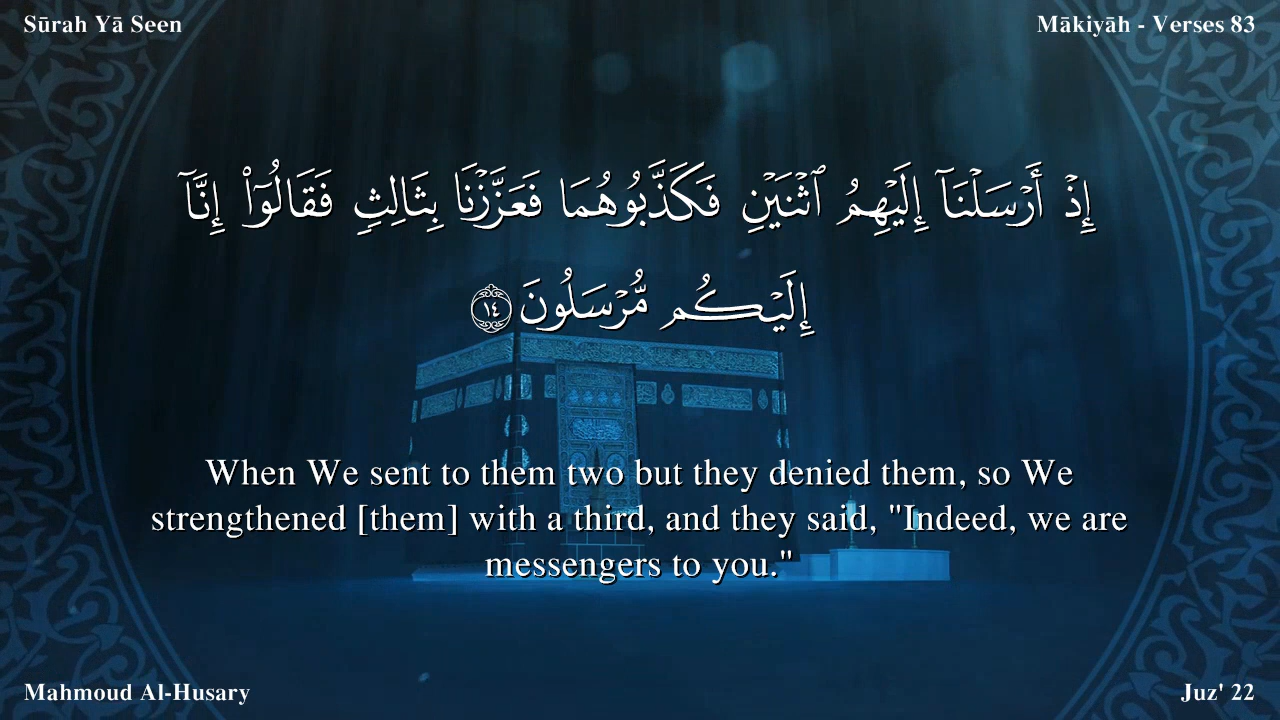 Sūrah Yā Seen
Mākiyāh - Verses 83
إِذْ أَرْسَلْنَآ إِلَيْهِمُ ٱثْنَيْنِ فَكَذَّبُوهُمَا فَعَزَّزْنَا بِثَالِثٍ فَقَالُوٓا۟ إِنَّآ
إِلَيْكُم مُّرْسَلُونَ ١٤
When We sent to them two but they denied them, so We
strengthened [them] with a third, and they said, "Indeed, we are
messengers to you."
Mahmoud Al-Husary
Juz' 22